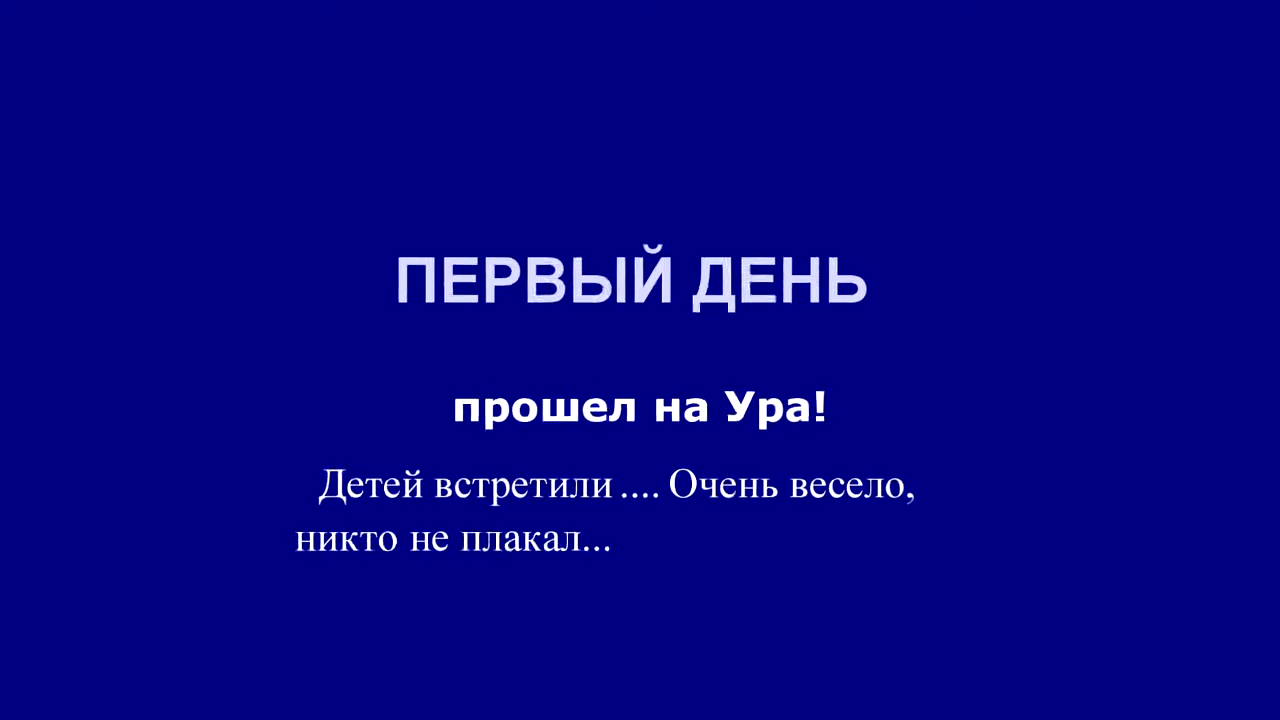 ПЕРВЫЙ ДЕНЬ
прошел на Ура!
Детей встретили .... Очень весело,
никто не плакал...